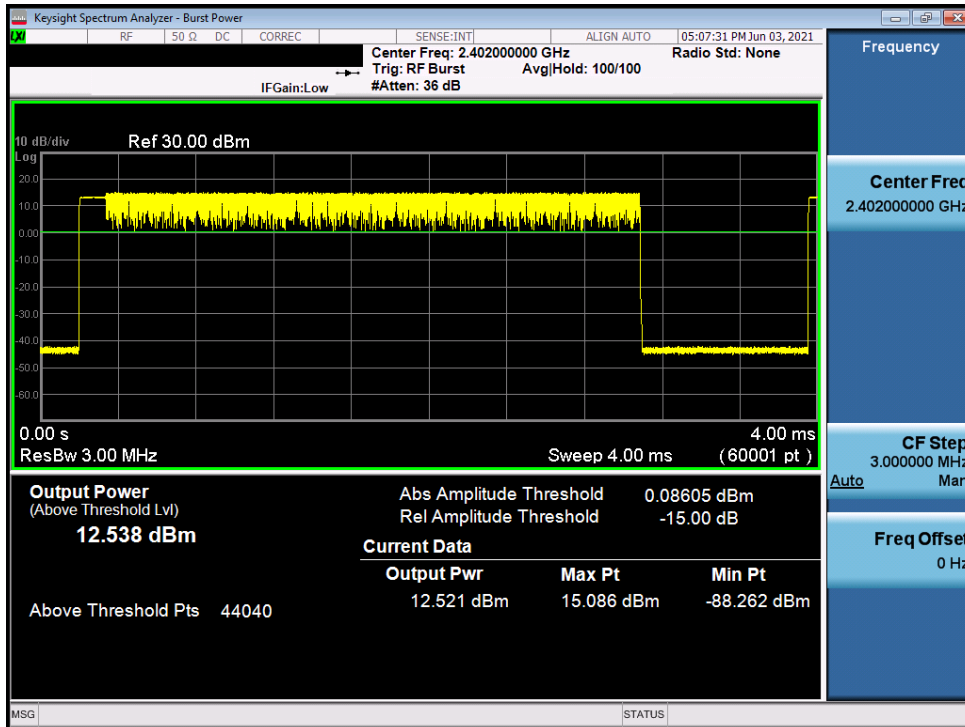 Keysight Spectrum Analyzer - Burst Power
LXI RF 50 Ω DC CORREC SENSE:INT ALIGN AUTO 05:07:31 PM Jun 03, 2021
Center Freq: 2.402000000 GHz Radio Std: None
Trig: RF Burst Avg|Hold: 100/100
IFGain:Low #Atten: 36 dB
10 dB/div Ref 30.00 dBm
Log
20.0
10.0
0.00
-10.0
-20.0
-30.0
-40.0
-50.0
-60.0
0.00 s 4.00 ms
ResBw 3.00 MHz Sweep 4.00 ms (60001 pt)
Output Power
(Above Threshold Lvl)
12.538 dBm
Above Threshold Pts 44040
Abs Amplitude Threshold 0.08605 dBm
Rel Amplitude Threshold -15.00 dB
Current Data
Output Pwr Max Pt Min Pt
12.521 dBm 15.086 dBm -88.262 dBm
Frequency
Center Freq
2.402000000 GHz
CF Step
3.000000 MHz
Auto Man
Freq Offset
0 Hz
MSG STATUS